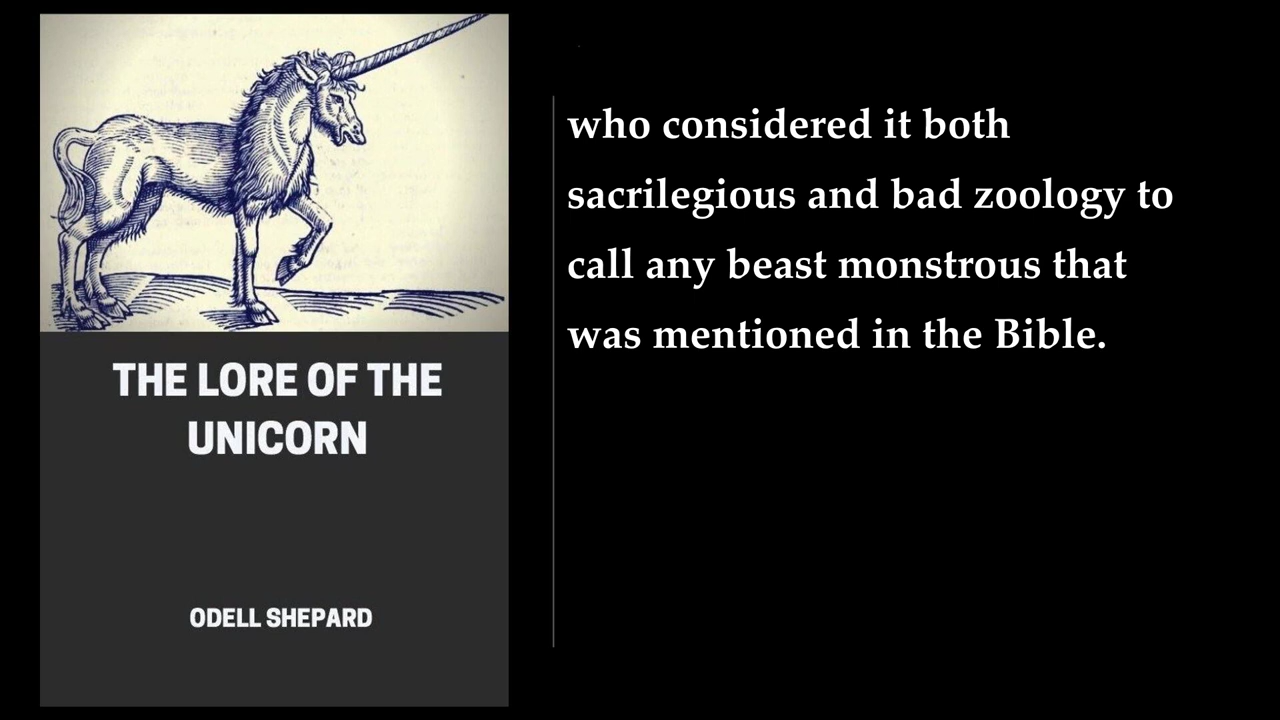 THE LORE OF THE
UNICORN
ODELL SHEPARD
who considered it both
sacrilegious and bad zoology to
call any beast monstrous that
was mentioned in the Bible.